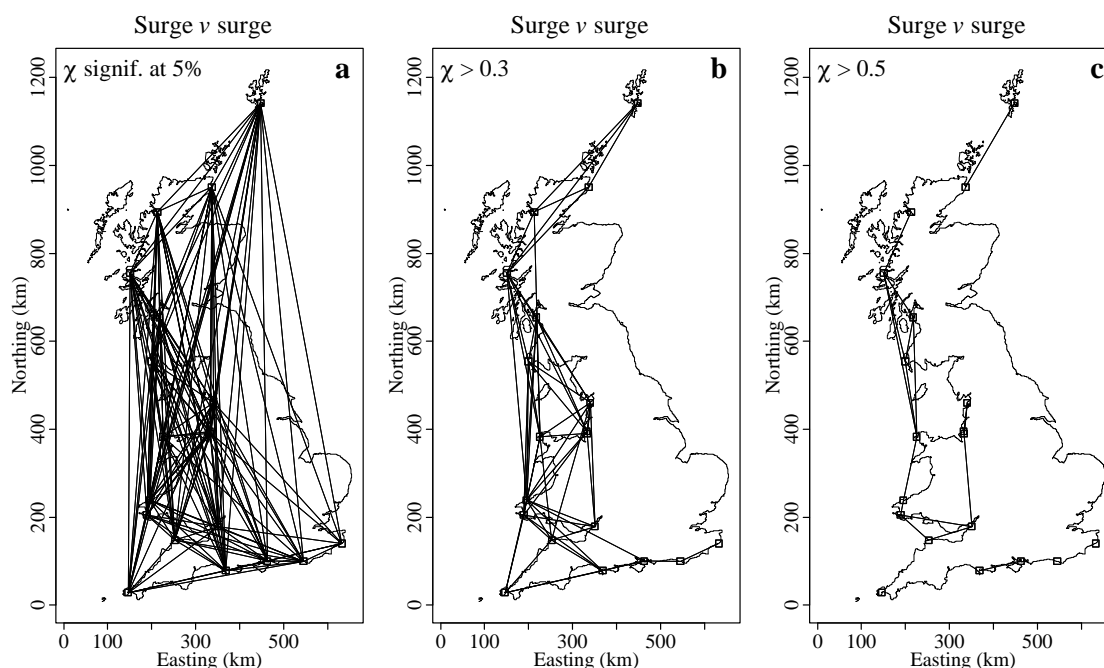 Surge v surge
χ signif. at 5%
a
1200
1000
800
600
400
200
0
Northing (km)
0 100 300 500
Easting (km)
Surge v surge
χ > 0.3
b
1200
1000
800
600
400
200
0
Northing (km)
0 100 300 500
Easting (km)
Surge v surge
χ > 0.5
c
1200
1000
800
600
400
200
0
Northing (km)
0 100 300 500
Easting (km)